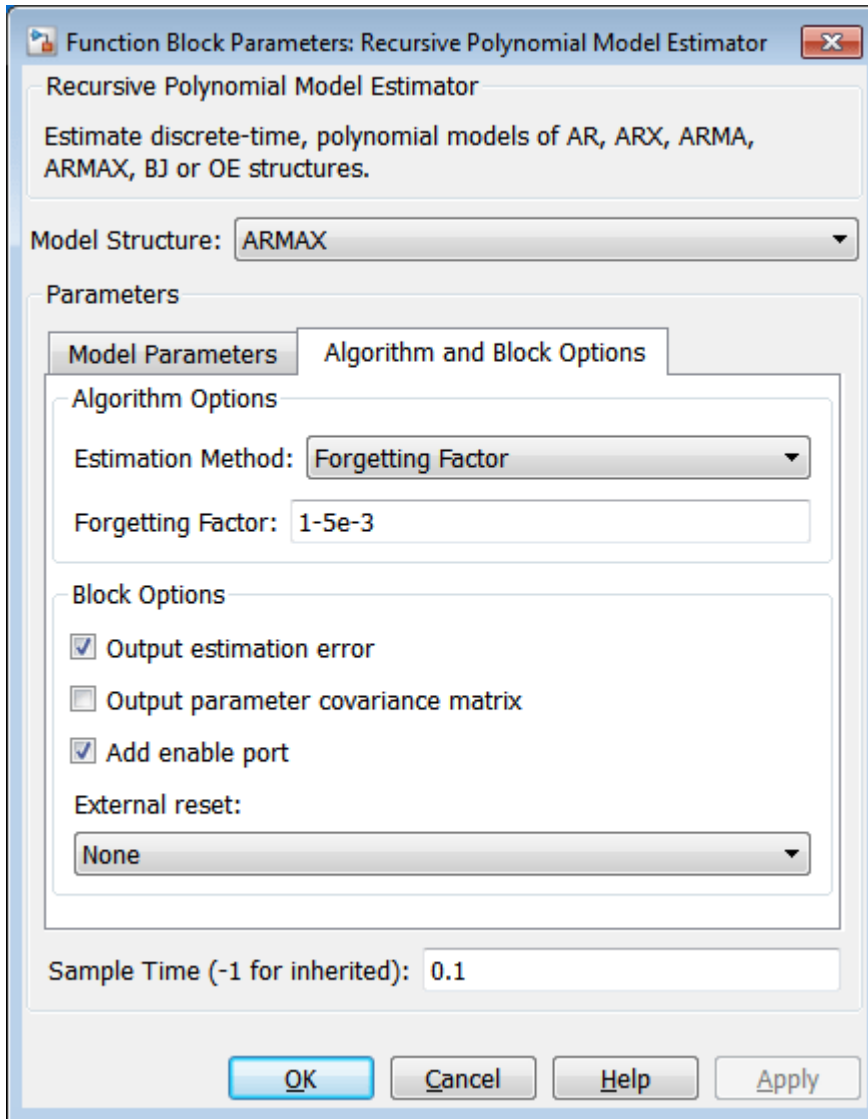 Function Block Parameters: Recursive Polynomial Model Estimator
Recursive Polynomial Model Estimator
Estimate discrete-time, polynomial models of AR, ARX, ARMA,
ARMAX, BJ or OE structures.
Model Structure: ARMAX
Parameters
Model Parameters Algorithm and Block Options
Algorithm Options
Estimation Method: Forgetting Factor
Forgetting Factor: 1-5e-3
Block Options
Output estimation error
Output parameter covariance matrix
Add enable port
External reset:
None
Sample Time (-1 for inherited): 0.1
OK Cancel Help Apply